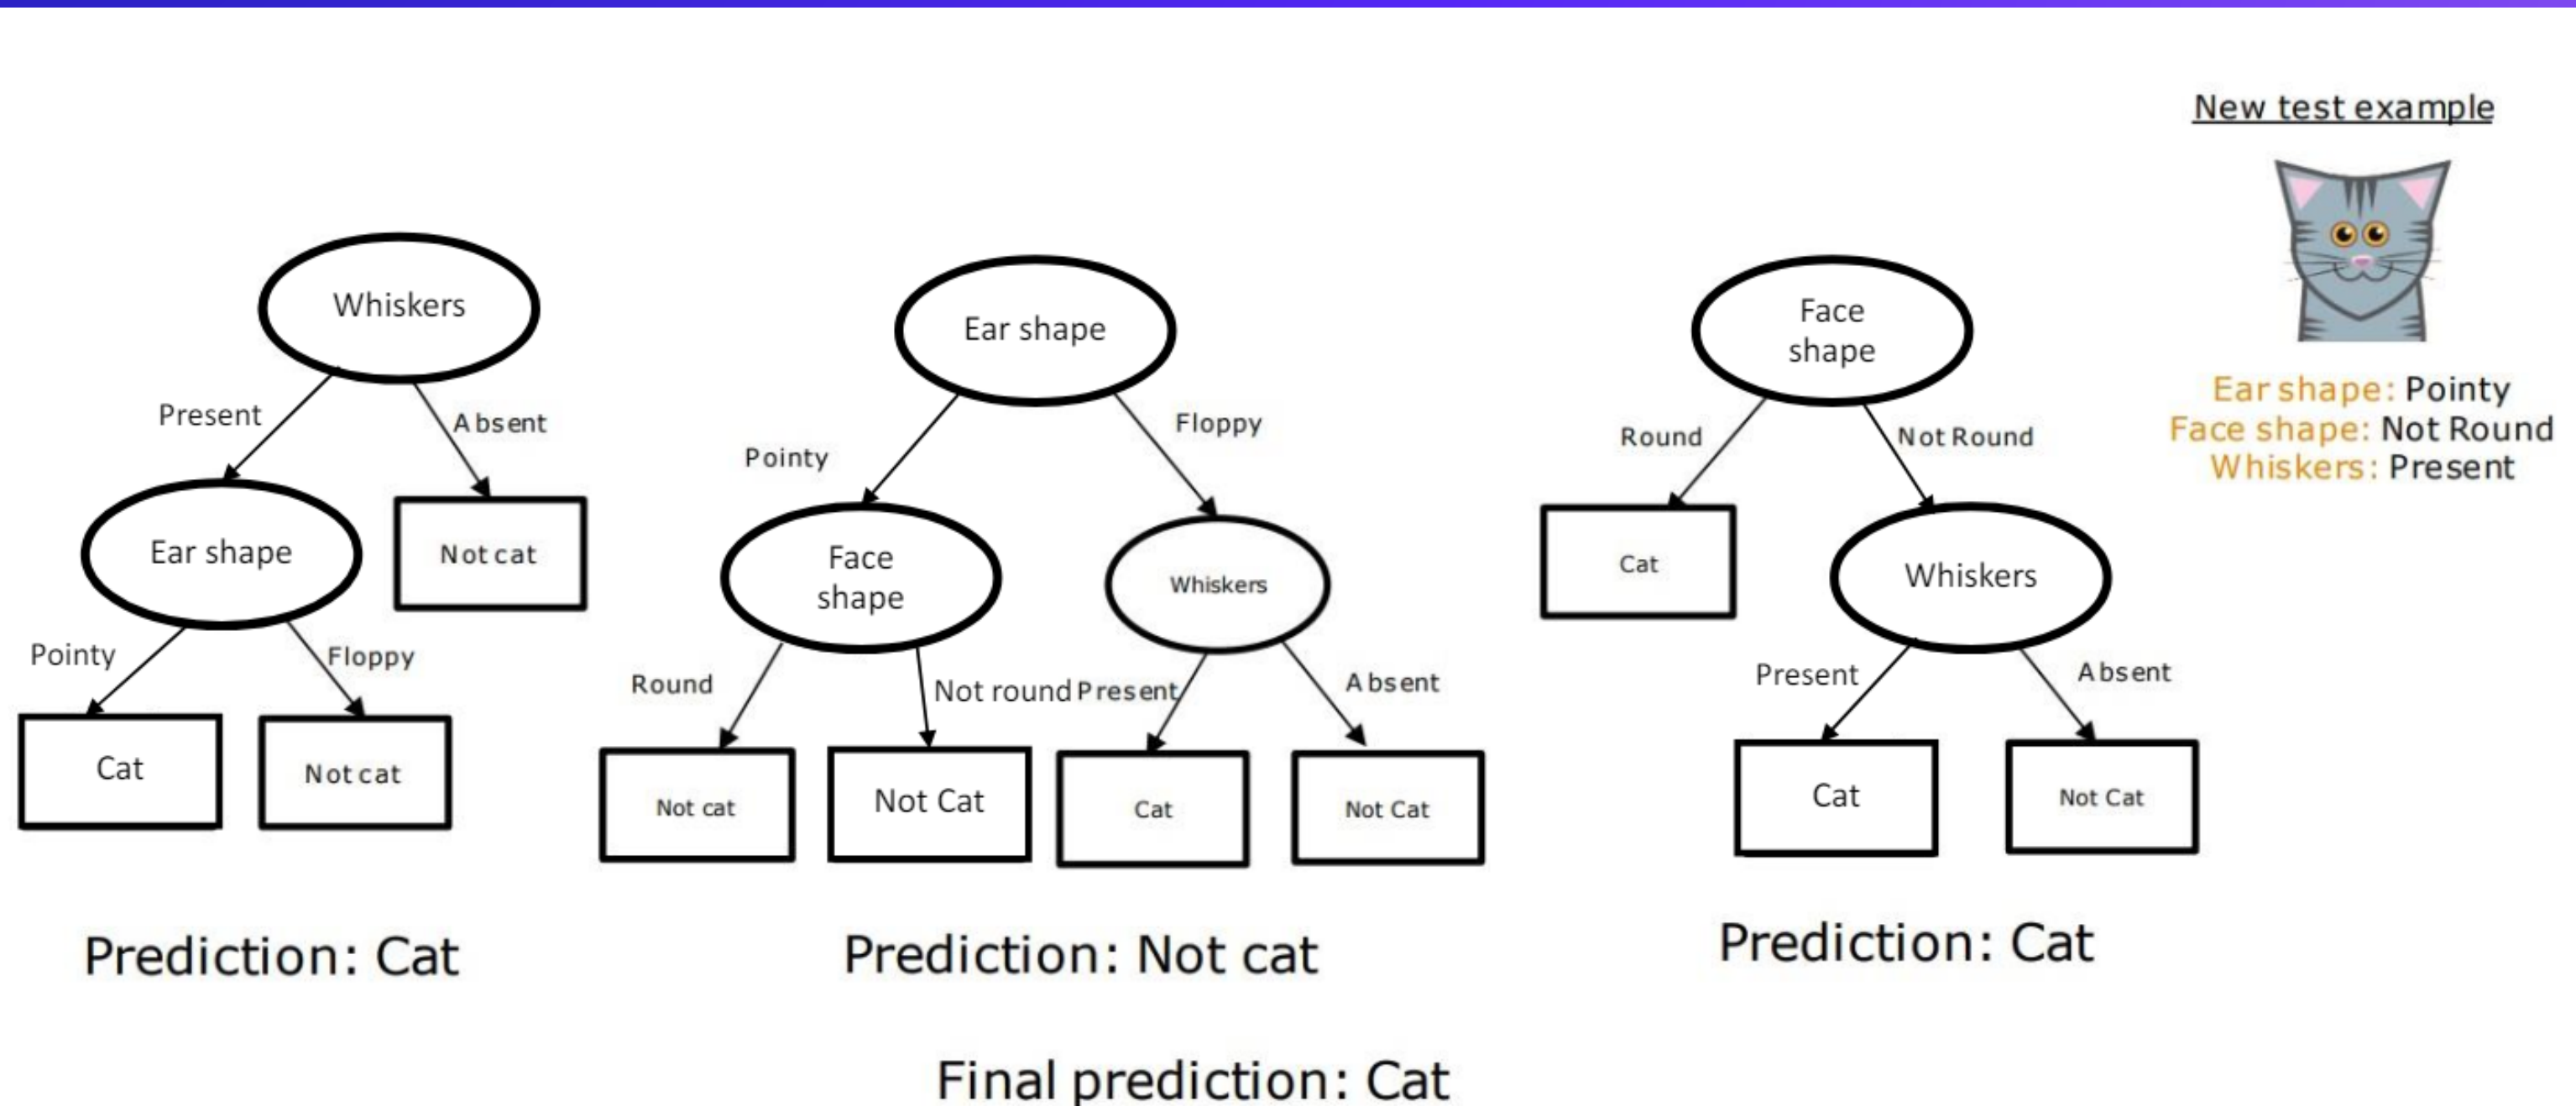 New test example
Ear shape: Pointy
Face shape: Not Round
Whiskers: Present
Whiskers
Present
Absent
Ear shape
Not cat
Pointy
Floppy
Cat
Not cat
Prediction: Cat
Ear shape
Pointy
Floppy
Face
shape
Whiskers
Round
Not round
Present
Absent
Not cat
Not Cat
Cat
Not Cat
Prediction: Not cat
Face
shape
Round
Not Round
Cat
Whiskers
Present
Absent
Cat
Not Cat
Prediction: Cat
Final prediction: Cat